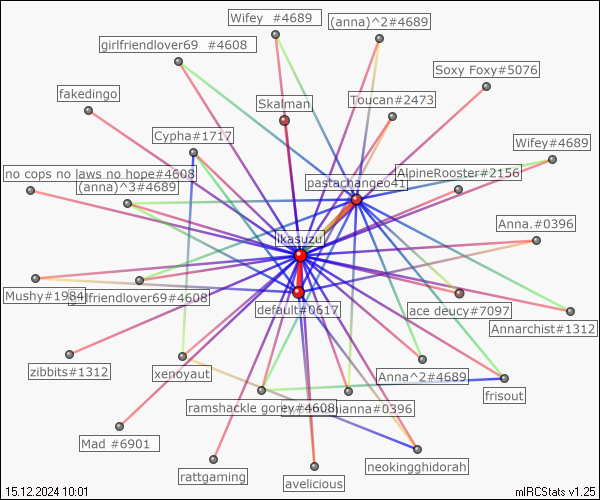 Wifey  #4689
(anna)^2#4689
girlfriendlover69  #4608
Soxy Foxy#5076
fakedingo
Skalman
Toucan#2473
Cypha#1717
Wifey#4689
no cops no laws no hope#4608
AlpineRooster#2156
(anna)^3#4689
pastachangeo41
Anna.#0396
ikasuzu
Mushy#1984
girlfriendlover69#4608
default#0617
ace deucy#7097
Annarchist#1312
zibbits#1312
xenoyaut
Anna^2#4689
frisout
ramshackle gorey#4608
gianna#0396
Mad #6901
neokingghidorah
rattgaming
avelicious
15.12.2024 10:01
mIRCStats v1.25